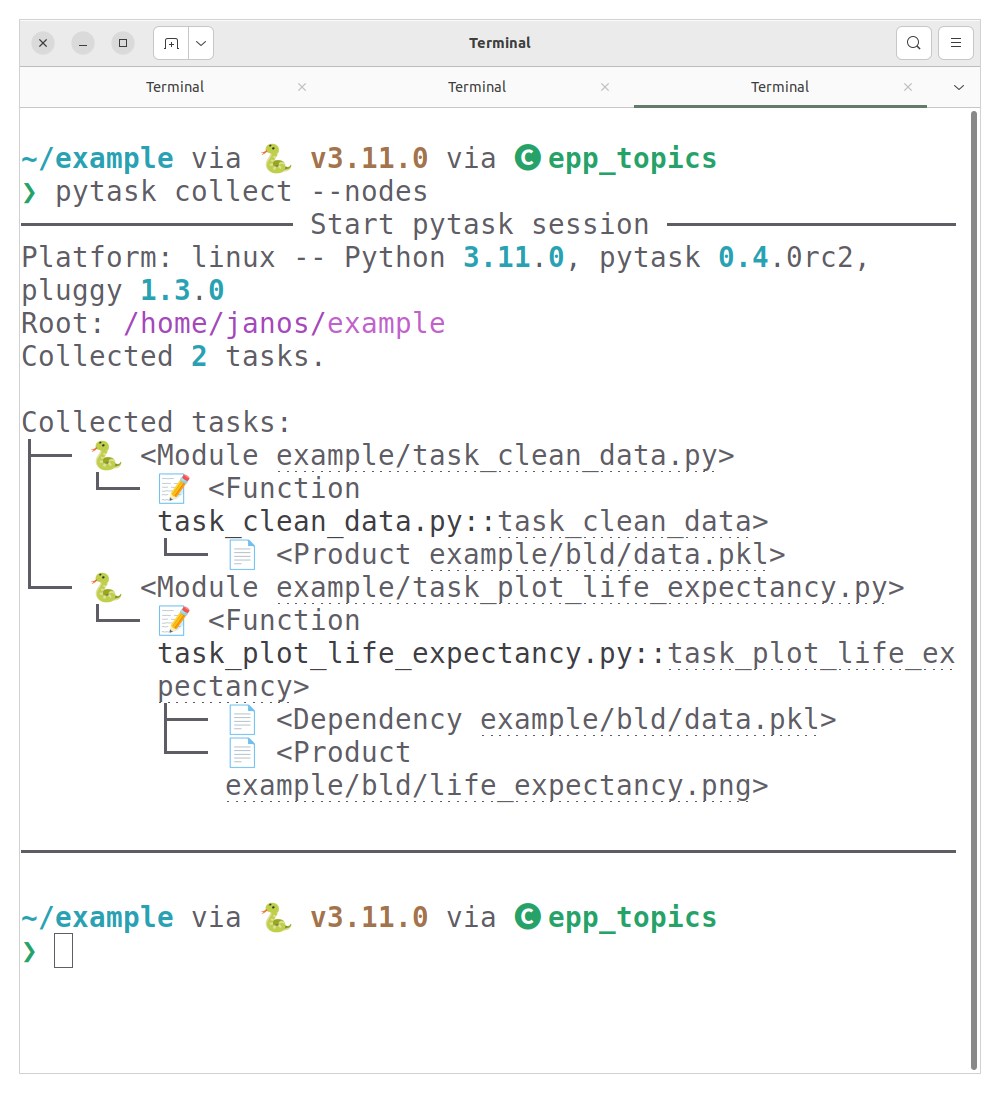 Terminal
Terminal
Terminal
Terminal
~/example via 🐍 v3.11.0 via 🅒 epp_topics
❯ pytask collect --nodes
Start pytask session
Platform: linux -- Python 3.11.0, pytask 0.4.0rc2,
pluggy 1.3.0
Root: /home/janos/example
Collected 2 tasks.
Collected tasks:
├── 🐍 <Module example/task_clean_data.py>
└── 📝 <Function
task_clean_data.py::task_clean_data>
└── 📄 <Product example/bld/data.pkl>
└── 🐍 <Module example/task_plot_life_expectancy.py>
└── 📝 <Function
task_plot_life_expectancy.py::task_plot_life_ex
pectancy>
├── 📄 <Dependency example/bld/data.pkl>
└── 📄 <Product
example/bld/life_expectancy.png>
~/example via 🐍 v3.11.0 via 🅒 epp_topics
❯